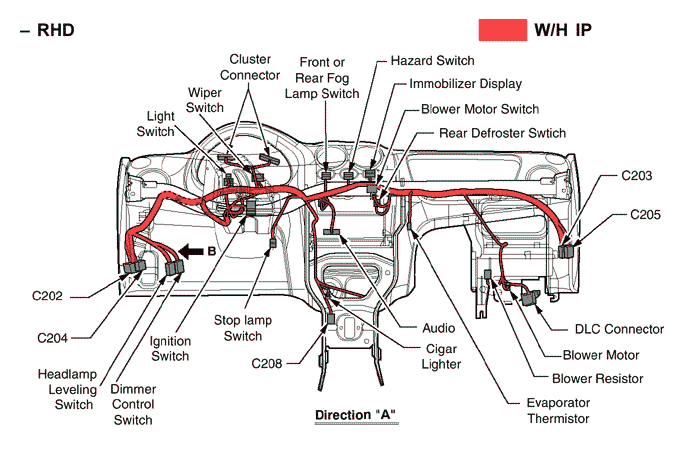 – RHD
W/H IP
Cluster
Connector
Wiper
Switch
Light
Switch
Front or
Rear Fog
Lamp Switch
Hazard Switch
Immobilizer Display
Blower Motor Switch
Rear Defroster Swtich
C203
C205
B
C202
C204
Headlamp
Leveling
Switch
Dimmer
Control
Switch
Ignition
Switch
Stop lamp
Switch
C208
Audio
Cigar
Lighter
DLC Connector
Blower Motor
Blower Resistor
Evaporator
Thermistor
Direction "A"